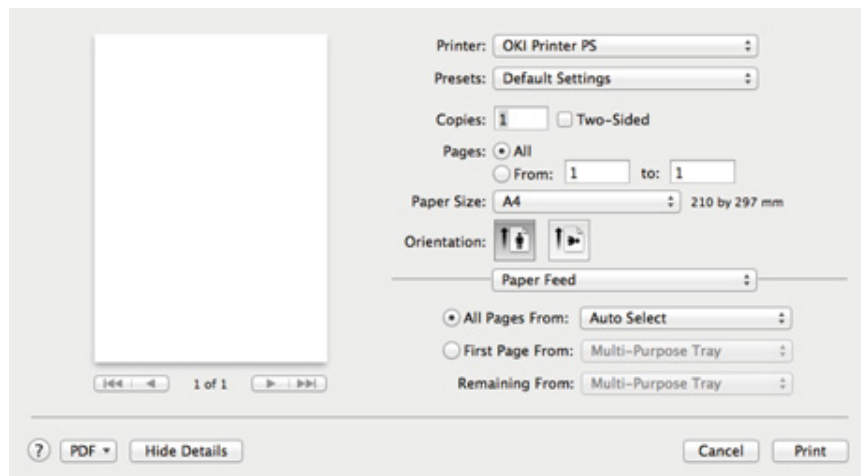 Printer: OKI Printer PS
Presets: Default Settings
Copies: 1 Two-Sided
Pages: All
From: 1 to: 1
Paper Size: A4 210 by 297 mm
Orientation:
Paper Feed
All Pages From: Auto Select
First Page From: Multi-Purpose Tray
Remaining From: Multi-Purpose Tray
1 of 1
? PDF Hide Details Cancel Print